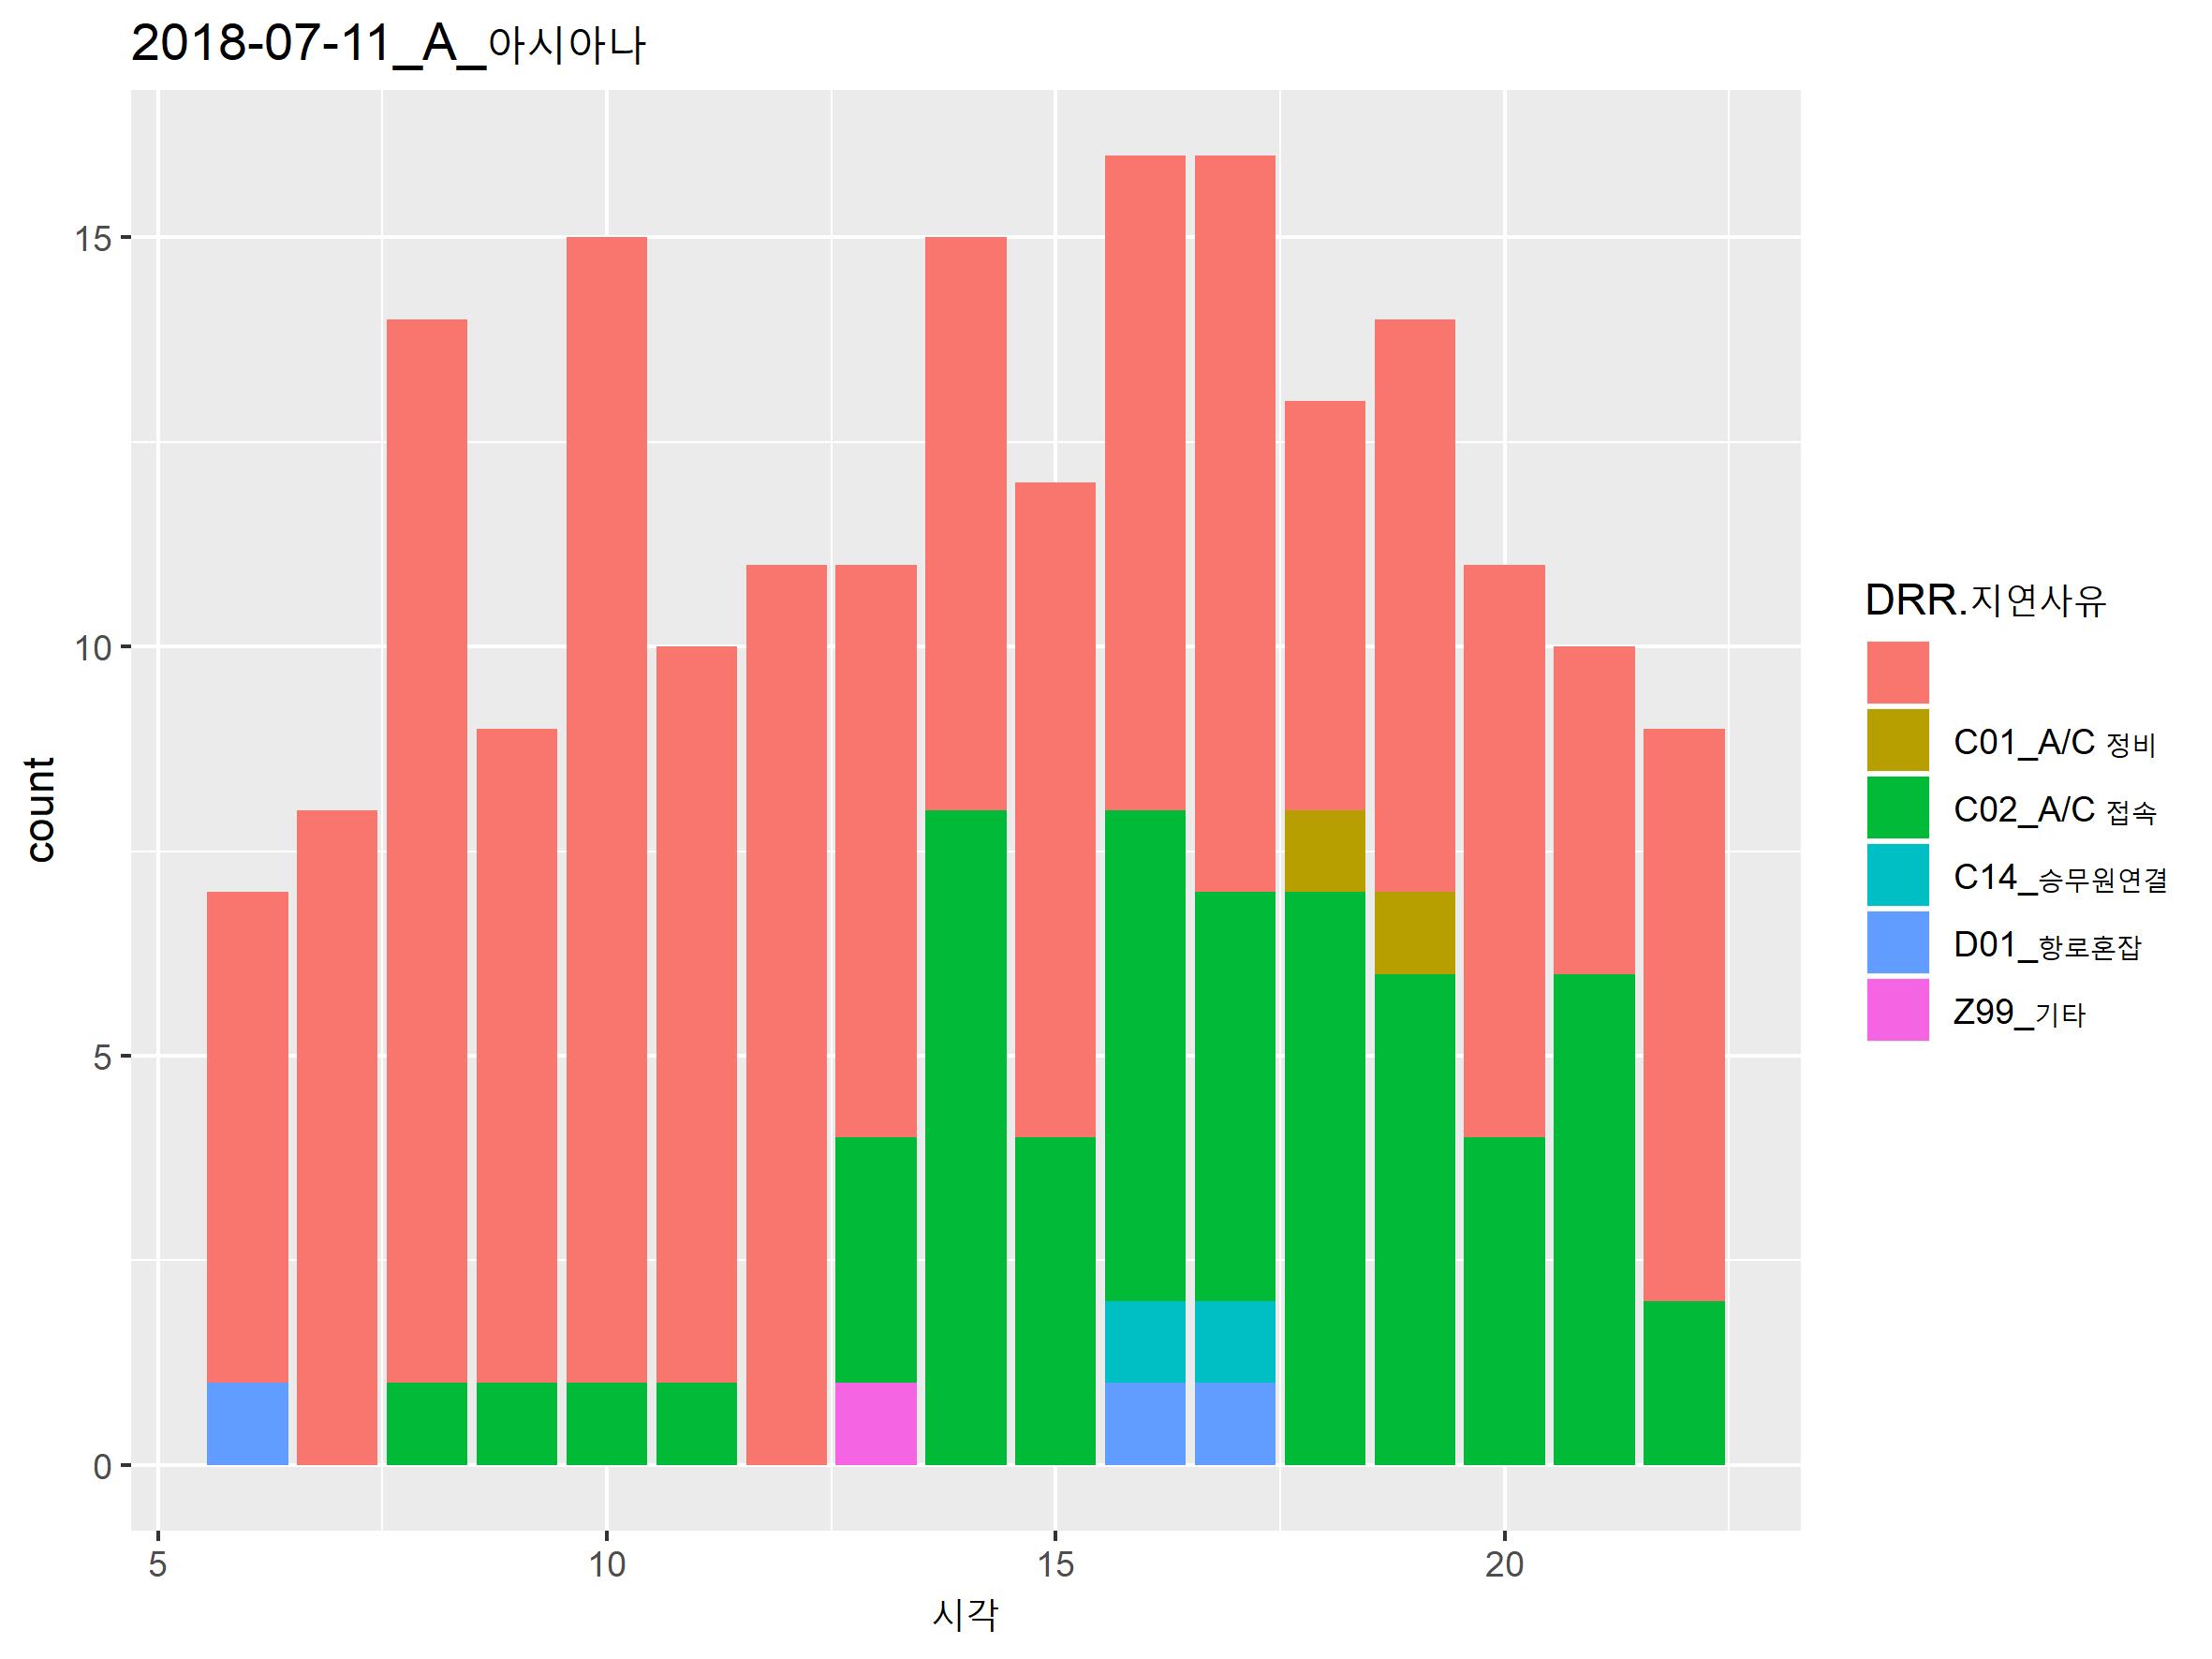 2018-07-11_A_아시아나
15
10
5
0
count
5 10 15 20
시각
DRR.지연사유
C01_A/C 정비
C02_A/C 접속
C14_승무원연결
D01_항로혼잡
Z99_기타